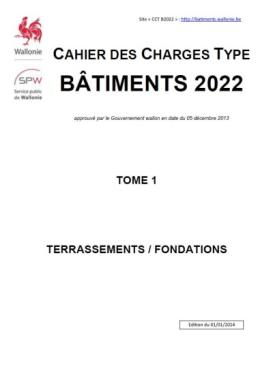 Site « CCT B2022 » : http://batiments.wallonie.be
Wallonie
CAHIER DES CHARGES TYPE
BÂTIMENTS 2022
SPW
Service public
de Wallonie
approuvé par le Gouvernement wallon en date du 05 décembre 2013
TOME 1
TERRASSEMENTS / FONDATIONS
Edition du 01/01/2014